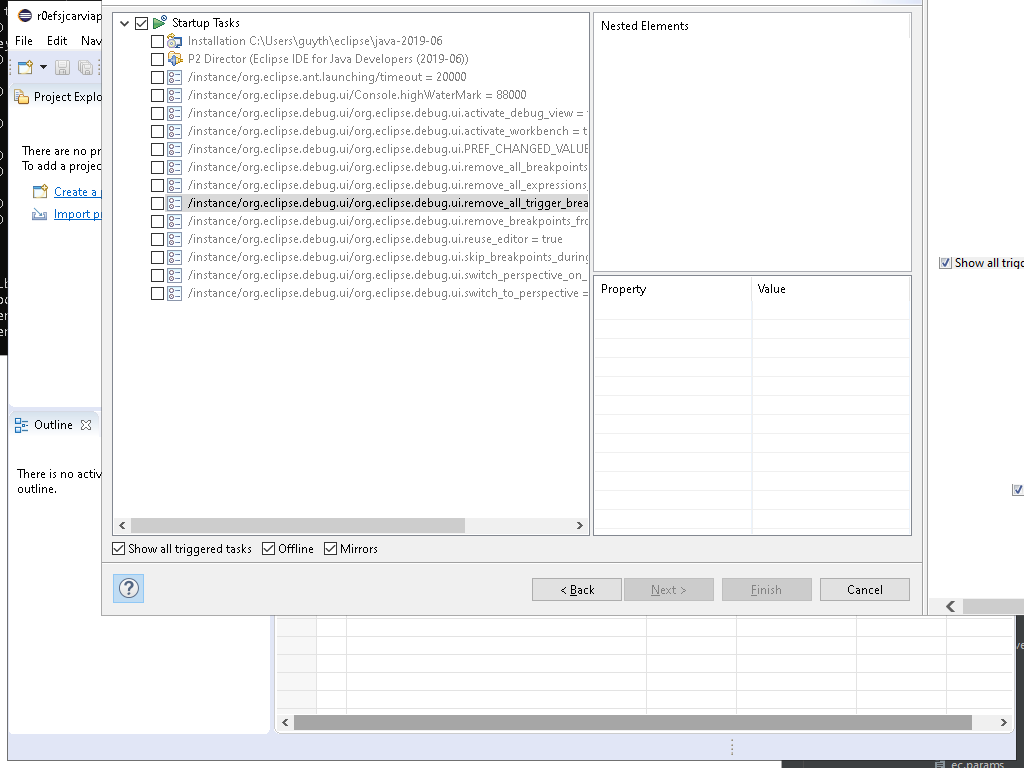 r0efsjcarviap
File Edit Nav
Project Explo
There are no pr
To add a projec
Create a
Import p
Outline
There is no activ
outline.
Startup Tasks
Installation C:\Users\guyth\eclipse\java-2019-06
P2 Director (Eclipse IDE for Java Developers (2019-06))
/instance/org.eclipse.ant.launching/timeout = 20000
/instance/org.eclipse.debug.ui/Console.highWaterMark = 88000
/instance/org.eclipse.debug.ui/org.eclipse.debug.ui.activate_debug_view =
/instance/org.eclipse.debug.ui/org.eclipse.debug.ui.activate_workbench = t
/instance/org.eclipse.debug.ui/org.eclipse.debug.ui.PREF_CHANGED_VALUE
/instance/org.eclipse.debug.ui/org.eclipse.debug.ui.remove_all_breakpoints
/instance/org.eclipse.debug.ui/org.eclipse.debug.ui.remove_all_expressions_
/instance/org.eclipse.debug.ui/org.eclipse.debug.ui.remove_all_trigger_brea
/instance/org.eclipse.debug.ui/org.eclipse.debug.ui.remove_breakpoints_fro
/instance/org.eclipse.debug.ui/org.eclipse.debug.ui.reuse_editor = true
/instance/org.eclipse.debug.ui/org.eclipse.debug.ui.skip_breakpoints_during
/instance/org.eclipse.debug.ui/org.eclipse.debug.ui.switch_perspective_on_
/instance/org.eclipse.debug.ui/org.eclipse.debug.ui.switch_to_perspective =
Nested Elements
Property Value
Show all triggered tasks Offline Mirrors
? < Back Next > Finish Cancel
Show all trigg
ec.params